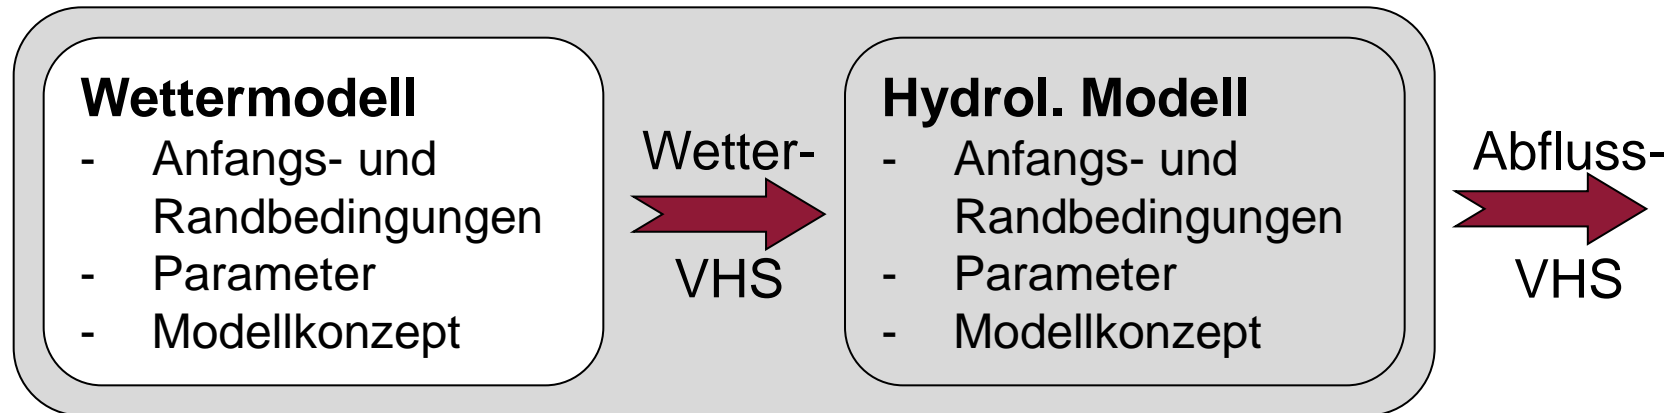 Wettermodell
- Anfangs- und
Randbedingungen
- Parameter
- Modellkonzept
Wetter-
VHS
Hydrol. Modell
- Anfangs- und
Randbedingungen
- Parameter
- Modellkonzept
Abfluss-
VHS